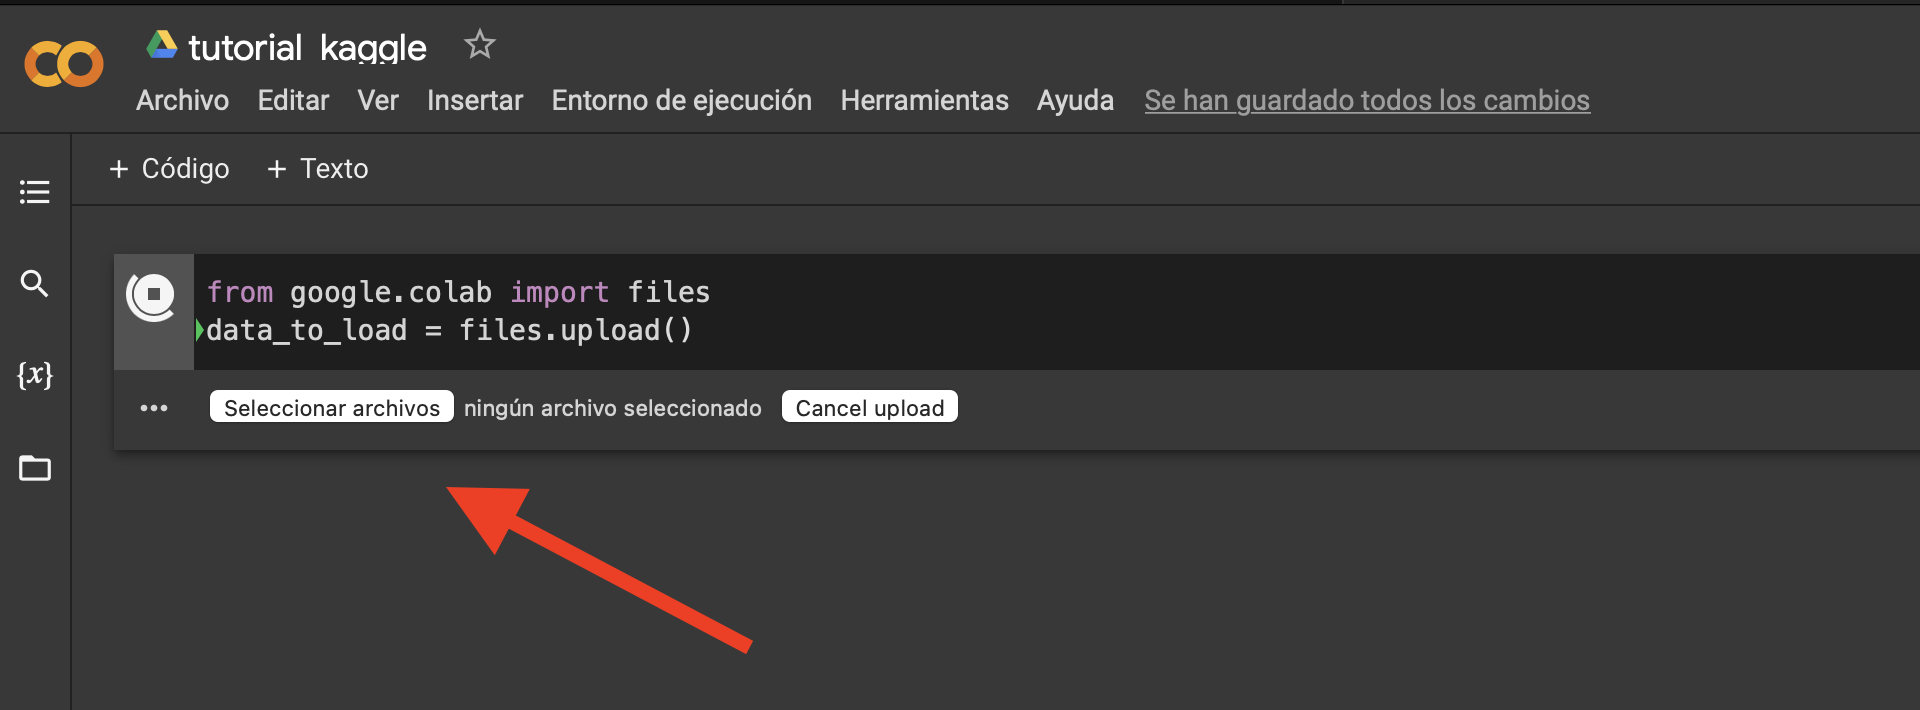 tutorial kaggle
Archivo Editar Ver Insertar Entorno de ejecución Herramientas Ayuda Se han guardado todos los cambios
+ Código + Texto
from google.colab import files
data_to_load = files.upload()
{x}
Seleccionar archivos ningún archivo seleccionado Cancel upload